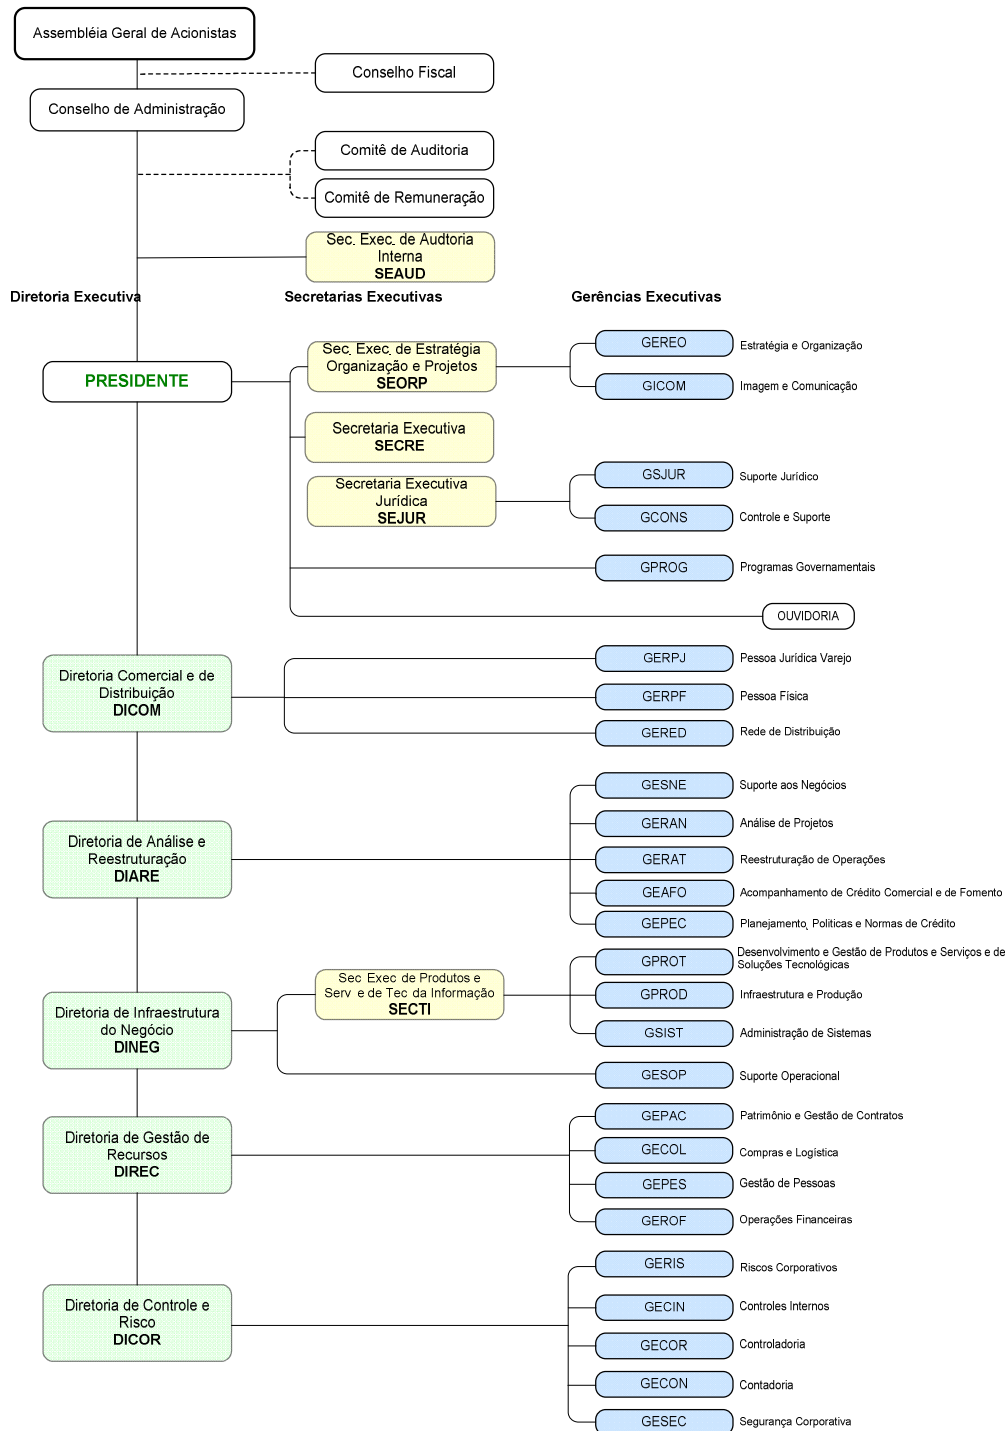 Assembléia Geral de Acionistas
Conselho Fiscal
Conselho de Administração
Comitê de Auditoria
Comitê de Remuneração
Sec. Exec. de Audtoria
Interna
SEAUD
Diretoria Executiva
Secretarias Executivas
Gerências Executivas
PRESIDENTE
Sec. Exec. de Estratégia
Organização e Projetos
SEORP
GEREO
Estratégia e Organização
GICOM
Imagem e Comunicação
Secretaria Executiva
SECRE
Secretaria Executiva
Jurídica
SEJUR
GSJUR
Suporte Jurídico
GCONS
Controle e Suporte
GPROG
Programas Governamentais
OUVIDORIA
Diretoria Comercial e de
Distribuição
DICOM
GERPJ
Pessoa Jurídica Varejo
GERPF
Pessoa Física
GERED
Rede de Distribuição
Diretoria de Análise e
Reestruturação
DIARE
GESNE
Suporte aos Negócios
GERAN
Análise de Projetos
GERAT
Reestruturação de Operações
GEAFO
Acompanhamento de Crédito Comercial e de Fomento
GEPEC
Planejamento, Politicas e Normas de Crédito
Diretoria de Infraestrutura
do Negócio
DINEG
Sec Exec de Produtos e
Serv e de Tec da Informação
SECTI
GPROT
Desenvolvimento e Gestão de Produtos e Serviços e de
Soluções Tecnológicas
GPROD
Infraestrutura e Produção
GSIST
Administração de Sistemas
GESOP
Suporte Operacional
Diretoria de Gestão de
Recursos
DIREC
GEPAC
Patrimônio e Gestão de Contratos
GECOL
Compras e Logística
GEPES
Gestão de Pessoas
GEROF
Operações Financeiras
Diretoria de Controle e
Risco
DICOR
GERIS
Riscos Corporativos
GECIN
Controles Internos
GECOR
Controladoria
GECON
Contadoria
GESEC
Segurança Corporativa